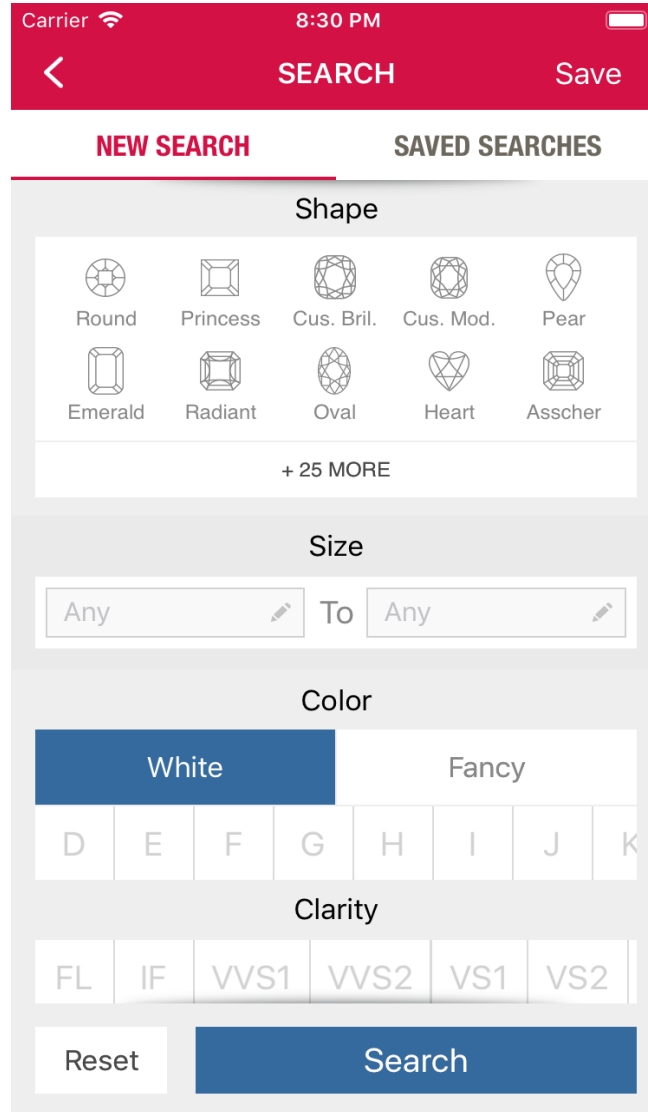 Carrier 8:30 PM
SEARCH Save
NEW SEARCH SAVED SEARCHES
Shape
Round Princess Cus. Bril. Cus. Mod. Pear
Emerald Radiant Oval Heart Asscher
+ 25 MORE
Size
Any To Any
Color
White Fancy
D E F G H I J K
Clarity
FL IF VVS1 VVS2 VS1 VS2
Reset Search